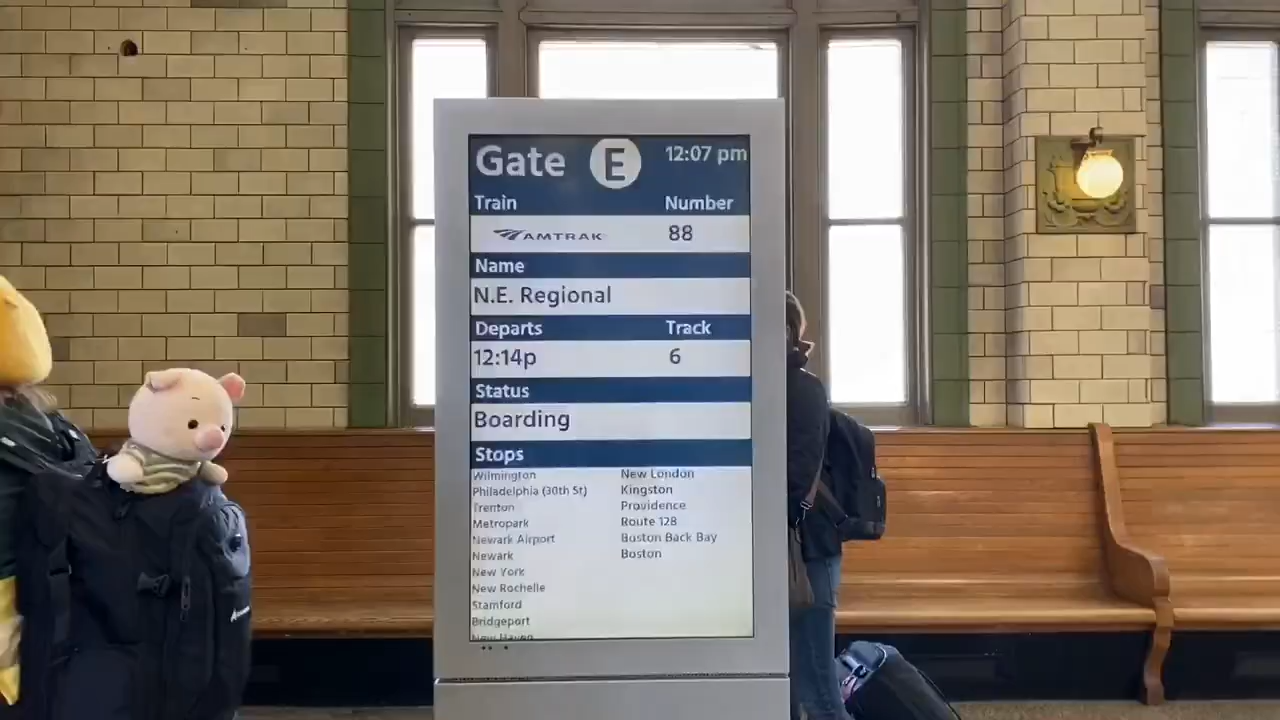 Gate E 12:07 pm
Train Number
AMTRAK 88
Name
N.E. Regional
Departs Track
12:14p 6
Status
Boarding
Stops
Wilmington
Philadelphia (30th St)
Trenton
Metropark
Newark Airport
Newark
New York
New Rochelle
Stamford
Bridgeport
New Haven
New London
Kingston
Providence
Route 128
Boston Back Bay
Boston